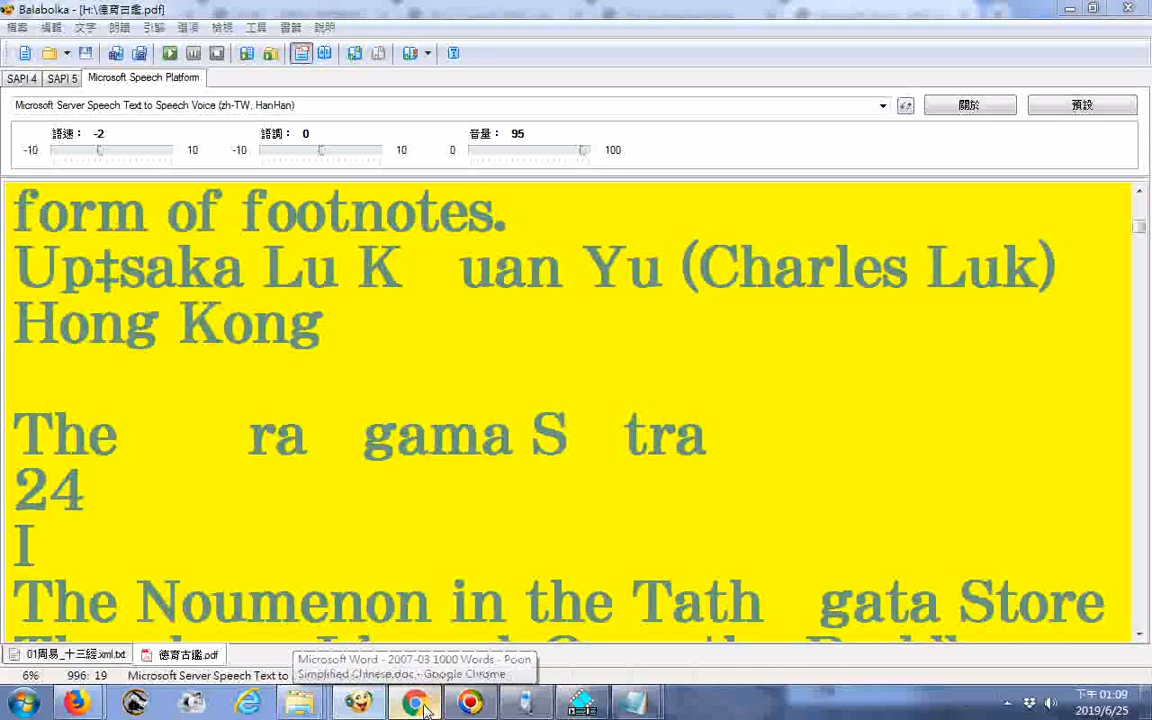 Balabolka - [H:\德育古鑑.pdf]
檔案 編輯 文字 朗讀 引擎 選項 檢視 工具 書籤 說明
SAPI 4 SAPI 5 Microsoft Speech Platform
Microsoft Server Speech Text to Speech Voice (zh-TW, HanHan) 關於 預設
語速： -2 語調： 0 音量： 95
-10 10 -10 10 0 100
form of footnotes.
Up‡saka Lu K uan Yu (Charles Luk)
Hong Kong
The ra gama S tra
24
I
The Noumenon in the Tath gata Store
01周易_十三經.xml.txt 德育古鑑.pdf
Microsoft Word - 2007-03 1000 Words - Poon
Simplified Chinese.doc - Google Chrome
6% 996: 19 Microsoft Server Speech Text to
下午 01:09
2019/6/25